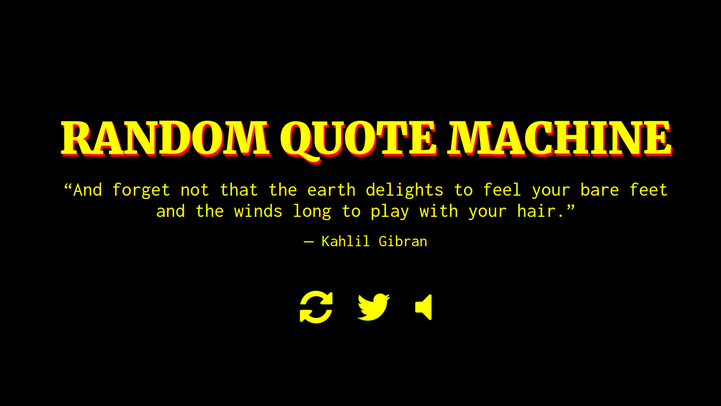 RANDOM QUOTE MACHINE
“And forget not that the earth delights to feel your bare feet
and the winds long to play with your hair.”
— Kahlil Gibran